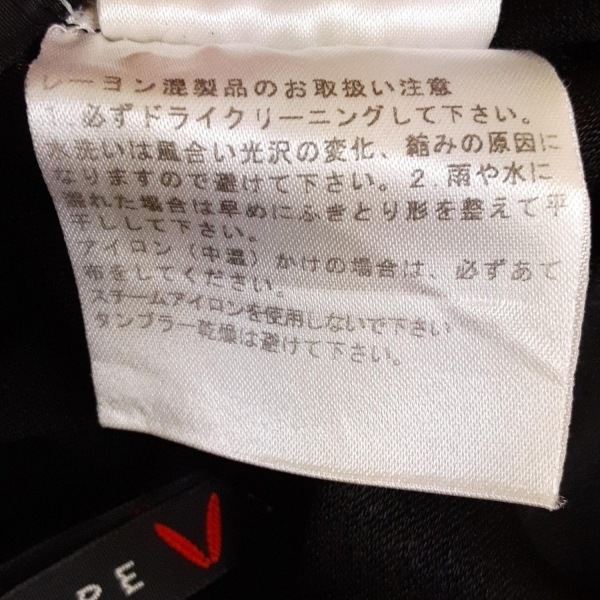 レーヨン混製品のお取扱い注意
1. 必ずドライクリーニングして下さい。
水洗いは風合い光沢の変化、縮みの原因に
なりますので避けて下さい。2. 雨や水に
濡れた場合は早めにふきとり形を整えて平
干しして下さい。
アイロン（中温）かけの場合は、必ずあて
布をしてください。
スチームアイロンを使用しないで下さい
タンブラー乾燥は避けて下さい。
PE V